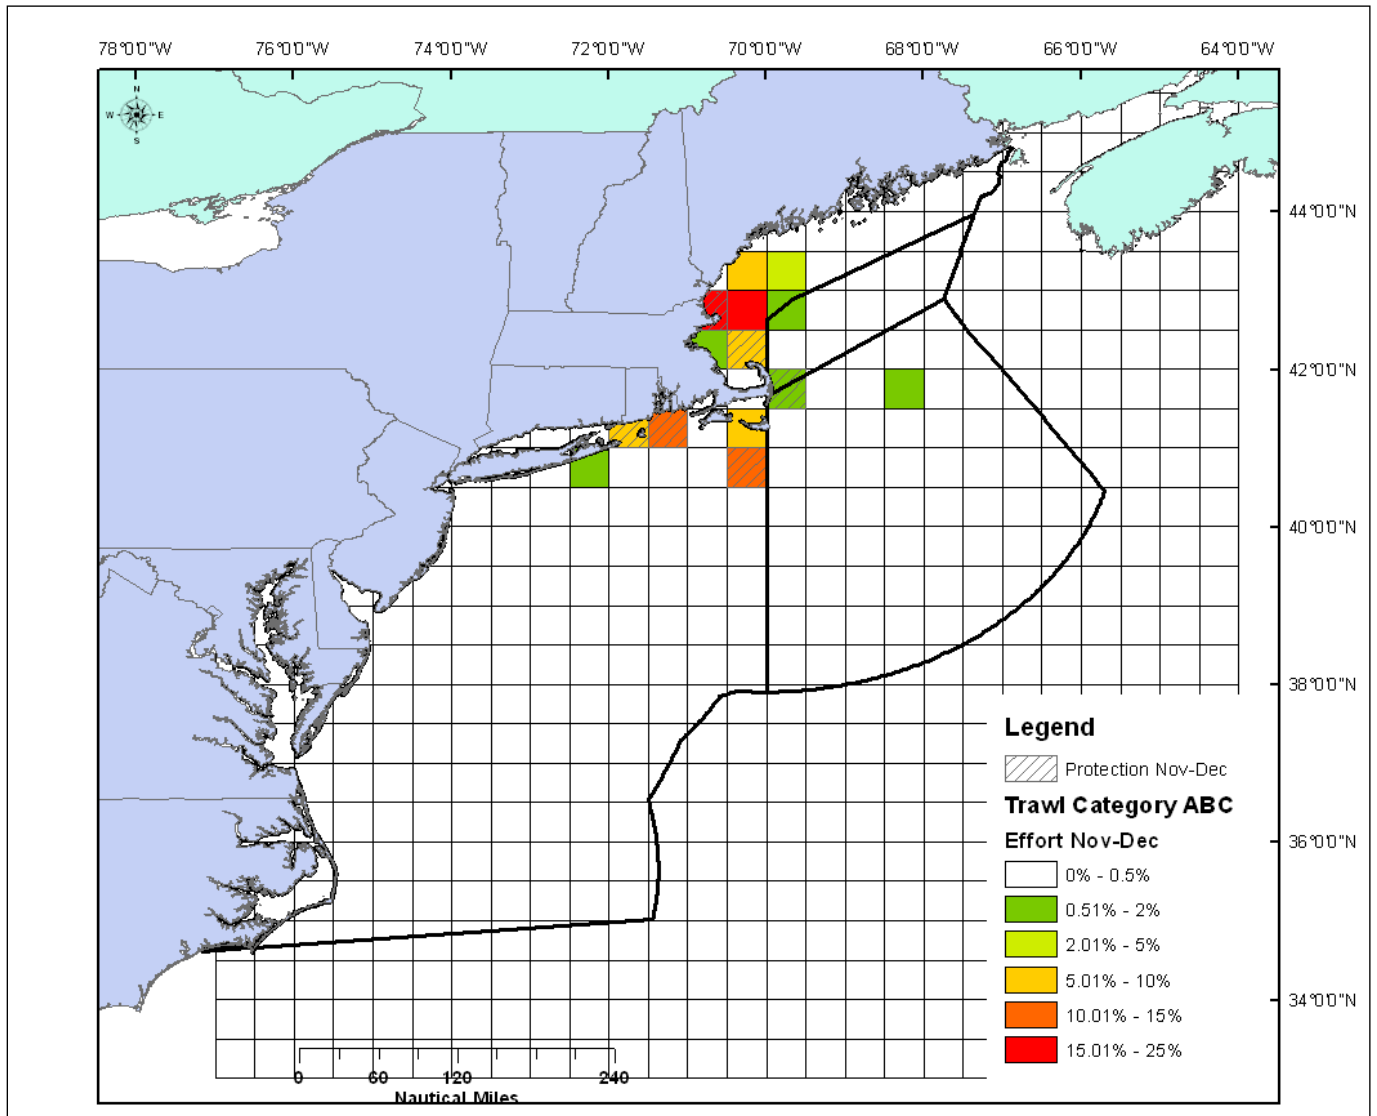 78°0'0"W 76°0'0"W 74°0'0"W 72°0'0"W 70°0'0"W 68°0'0"W 66°0'0"W 64°0'0"W
N
W E
S
44°0'0"N
42°0'0"N
40°0'0"N
38°0'0"N
36°0'0"N
34°0'0"N
Legend
Protection Nov-Dec
Trawl Category ABC
Effort Nov-Dec
0% - 0.5%
0.51% - 2%
2.01% - 5%
5.01% - 10%
10.01% - 15%
15.01% - 25%
0 60 120 240
Nautical Miles